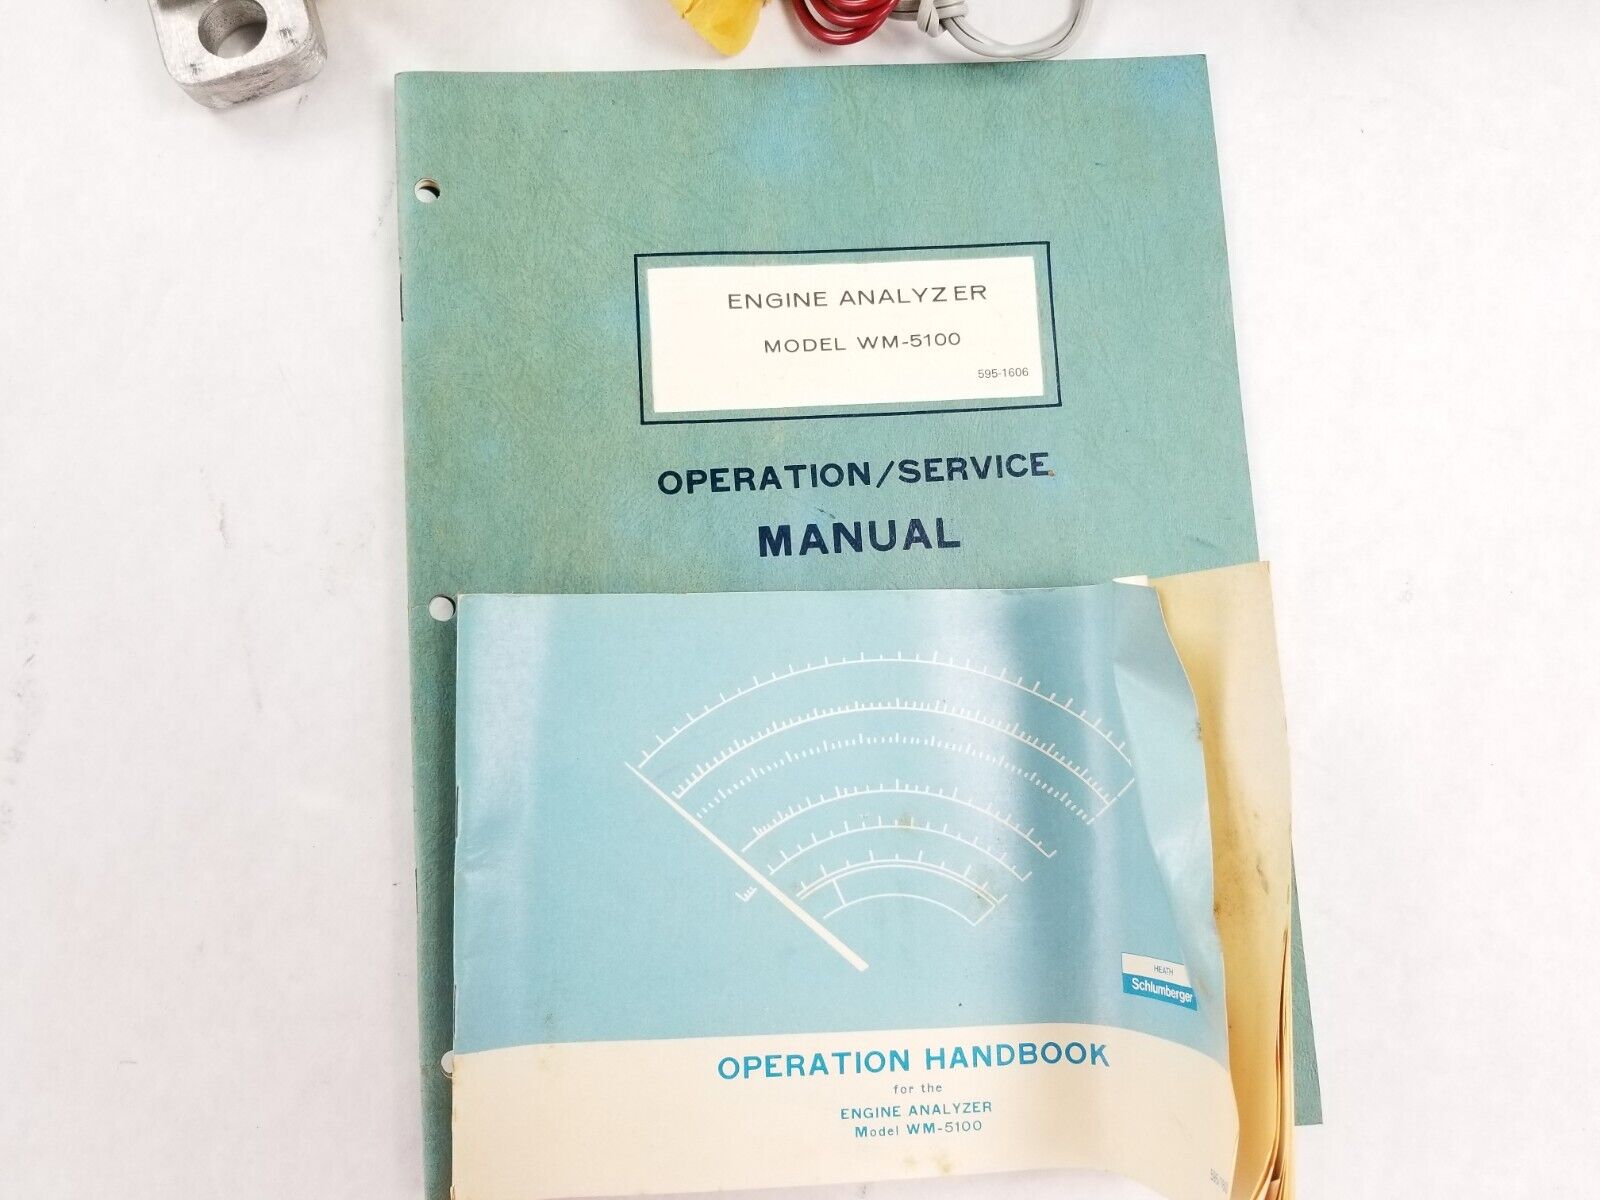 ENGINE ANALYZER
MODEL WM-5100
595-1606
OPERATION/SERVICE
MANUAL
HEATH
Schlumberger
OPERATION HANDBOOK
for the
ENGINE ANALYZER
Model WM-5100